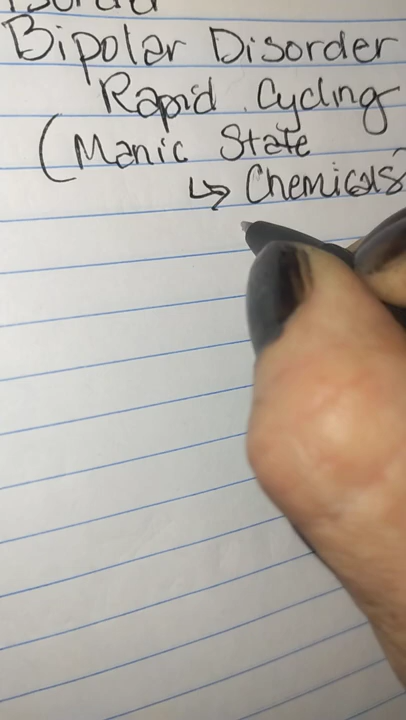 Bipolar Disorder
Rapid Cycling
(Manic State
↳ Chemicals